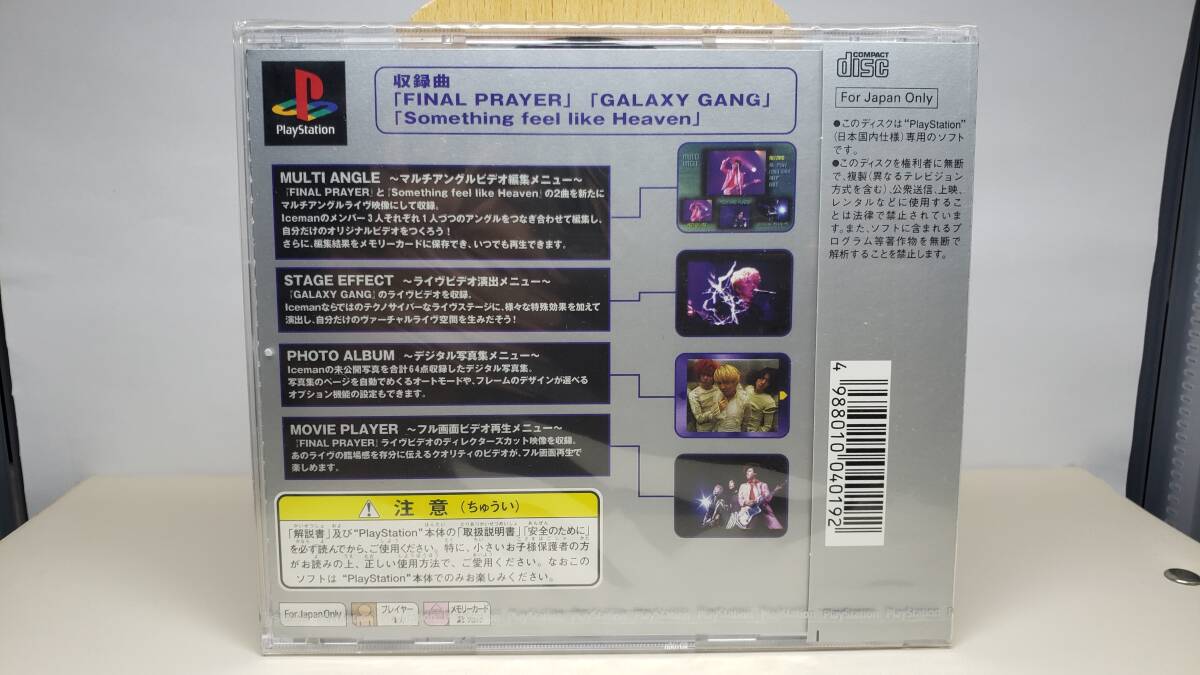 PlayStation
収録曲
「FINAL PRAYER」「GALAXY GANG」
「Something feel like Heaven」
MULTI ANGLE ～マルチアングルビデオ編集メニュー～
『FINAL PRAYER』と『Something feel like Heaven』の2曲を新たに
マルチアングルライヴ映像にして収録。
Icemanのメンバー3人それぞれ1人づつのアングルをつなぎ合わせて編集し、
自分だけのオリジナルビデオをつくろう！
さらに、編集結果をメモリーカードに保存でき、いつでも再生できます。
STAGE EFFECT ～ライヴビデオ演出メニュー～
『GALAXY GANG』のライヴビデオを収録。
Icemanならではのテクノサイバーなライヴステージに、様々な特殊効果を加えて
演出し、自分だけのヴァーチャルライヴ空間を生みだそう！
PHOTO ALBUM ～デジタル写真集メニュー～
Icemanの未公開写真を合計64点収録したデジタル写真集。
写真集のページを自動でめくるオートモードや、フレームのデザインが選べる
オプション機能の設定もできます。
MOVIE PLAYER ～フル画面ビデオ再生メニュー～
『FINAL PRAYER』ライヴビデオのディレクターズカット映像を収録。
あのライヴの臨場感を存分に伝えるクオリティのビデオが、フル画面再生で
楽しめます。
MULTI ANGLE
注意（ちゅうい）
「解説書」及び“PlayStation”本体の「取扱説明書」「安全のために」
を必ず読んでから、ご使用ください。特に、小さいお子様保護者の方
がお読みの上、正しい使用方法で、ご愛用ください。なおこの
ソフトは“PlayStation”本体でのみお楽しみください。
For Japan Only
プレイヤー
1人
メモリーカード
PlayStation PlayStation PlayStation PlayStation PlayStation PlayStation PlayStation
COMPACT
disc
For Japan Only
●このディスクは“PlayStation”
（日本国内仕様）専用のソフト
です。
●このディスクを権利者に無断
で、複製（異なるテレビジョン
方式を含む）、公衆送信、上映、
レンタルなどに使用するこ
とは法律で禁止されていま
す。また、ソフトに含まれるプ
ログラム等著作物を無断で
解析することを禁止します。
4 988010 040192